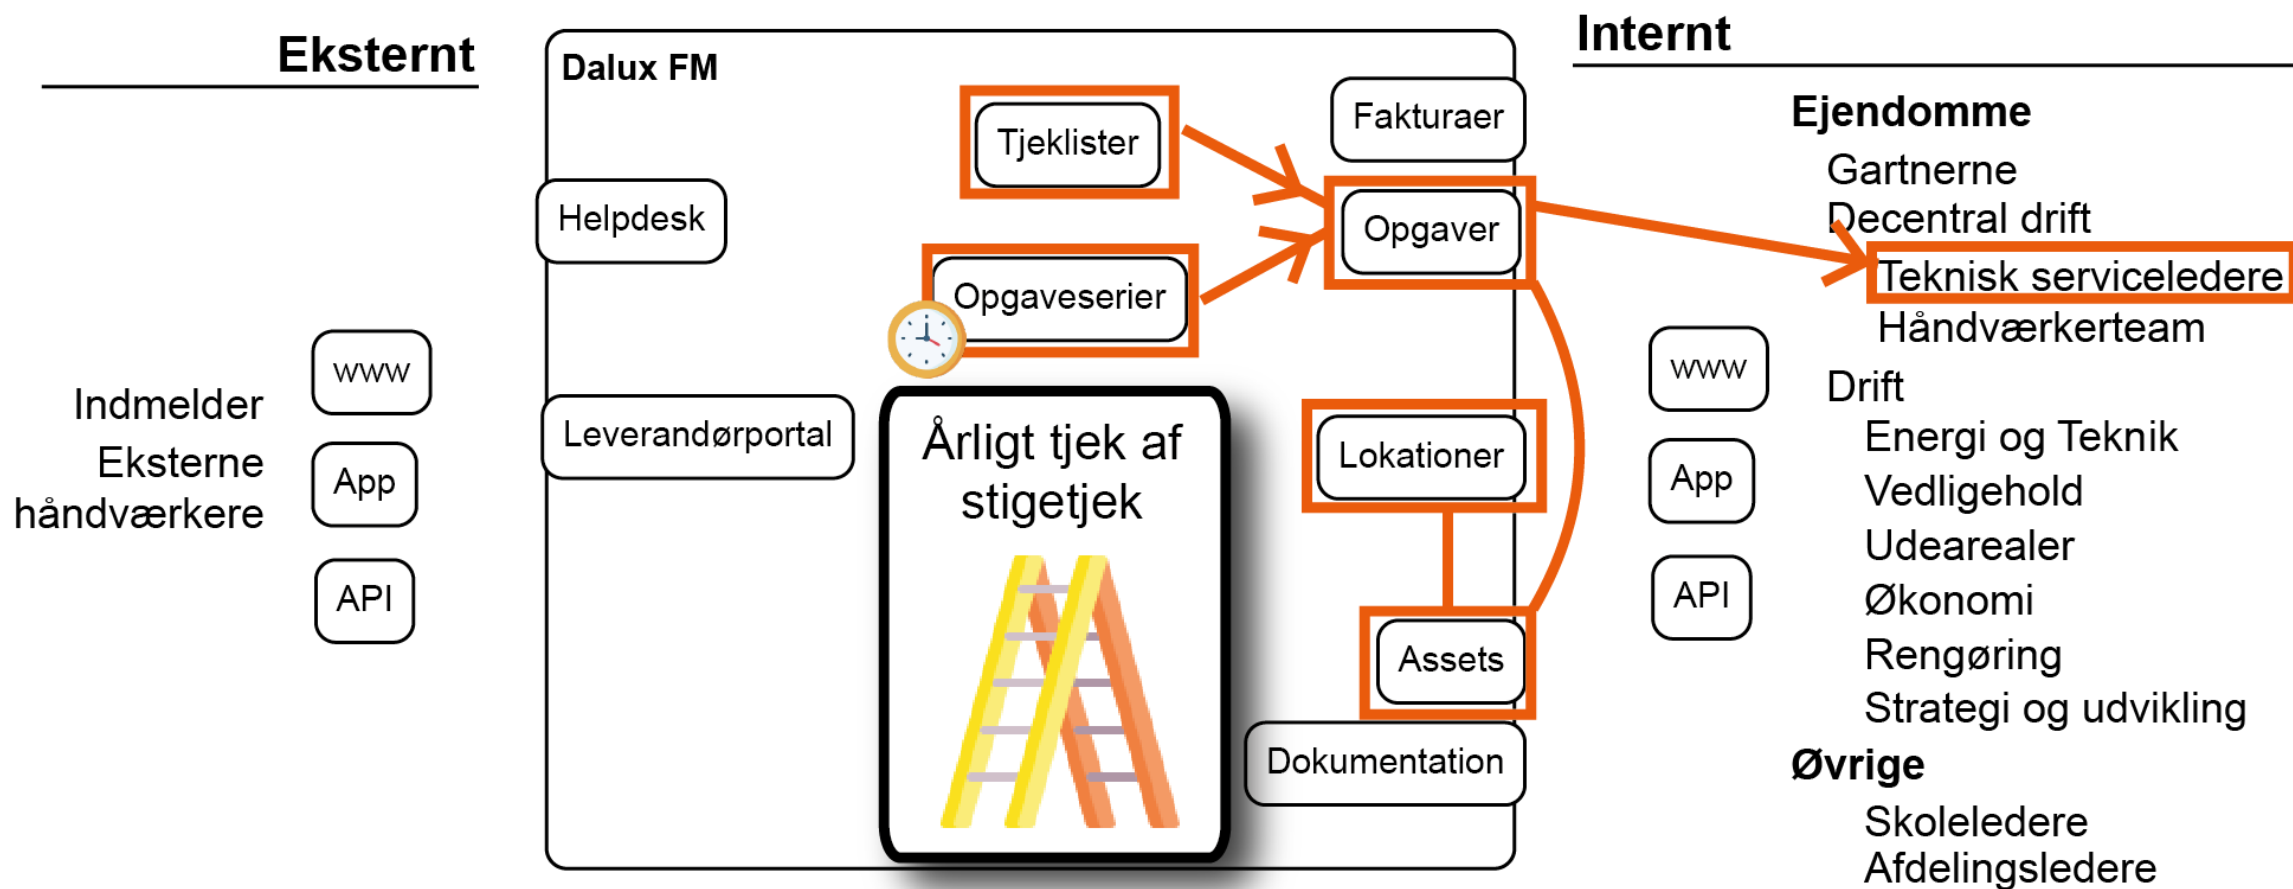 Eksternt
Indmelder
Eksterne
håndværkere
www
App
API
Dalux FM
Helpdesk
Leverandørportal
Tjeklister
Opgaveserier
Årligt tjek af
stigetjek
Fakturaer
Opgaver
Lokationer
Assets
Dokumentation
Internt
www
App
API
Ejendomme
Gartnerne
Decentral drift
Teknisk serviceledere
Håndværkerteam
Drift
Energi og Teknik
Vedligehold
Udearealer
Økonomi
Rengøring
Strategi og udvikling
Øvrige
Skoleledere
Afdelingsledere